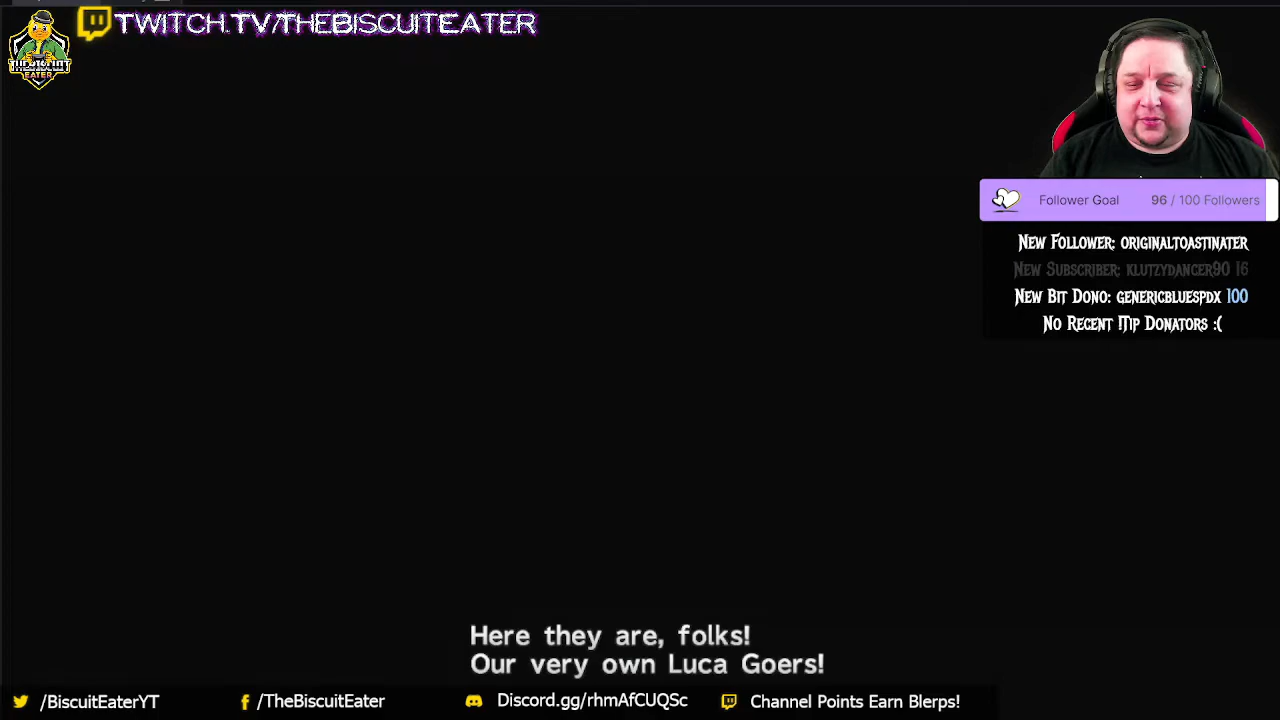 TWITCH.TV/THEBISCUITEATER
THEBISCUIT
EATER
Follower Goal 96 / 100 Followers
New Follower: originaltoastinater
New Subscriber: klutzydancer90 16
New Bit Dono: genericbluespdx 100
No Recent !Tip Donators :(
Here they are, folks!
Our very own Luca Goers!
/BiscuitEaterYT
/TheBiscuitEater
Discord.gg/rhmAfCUQSc
Channel Points Earn Blerps!